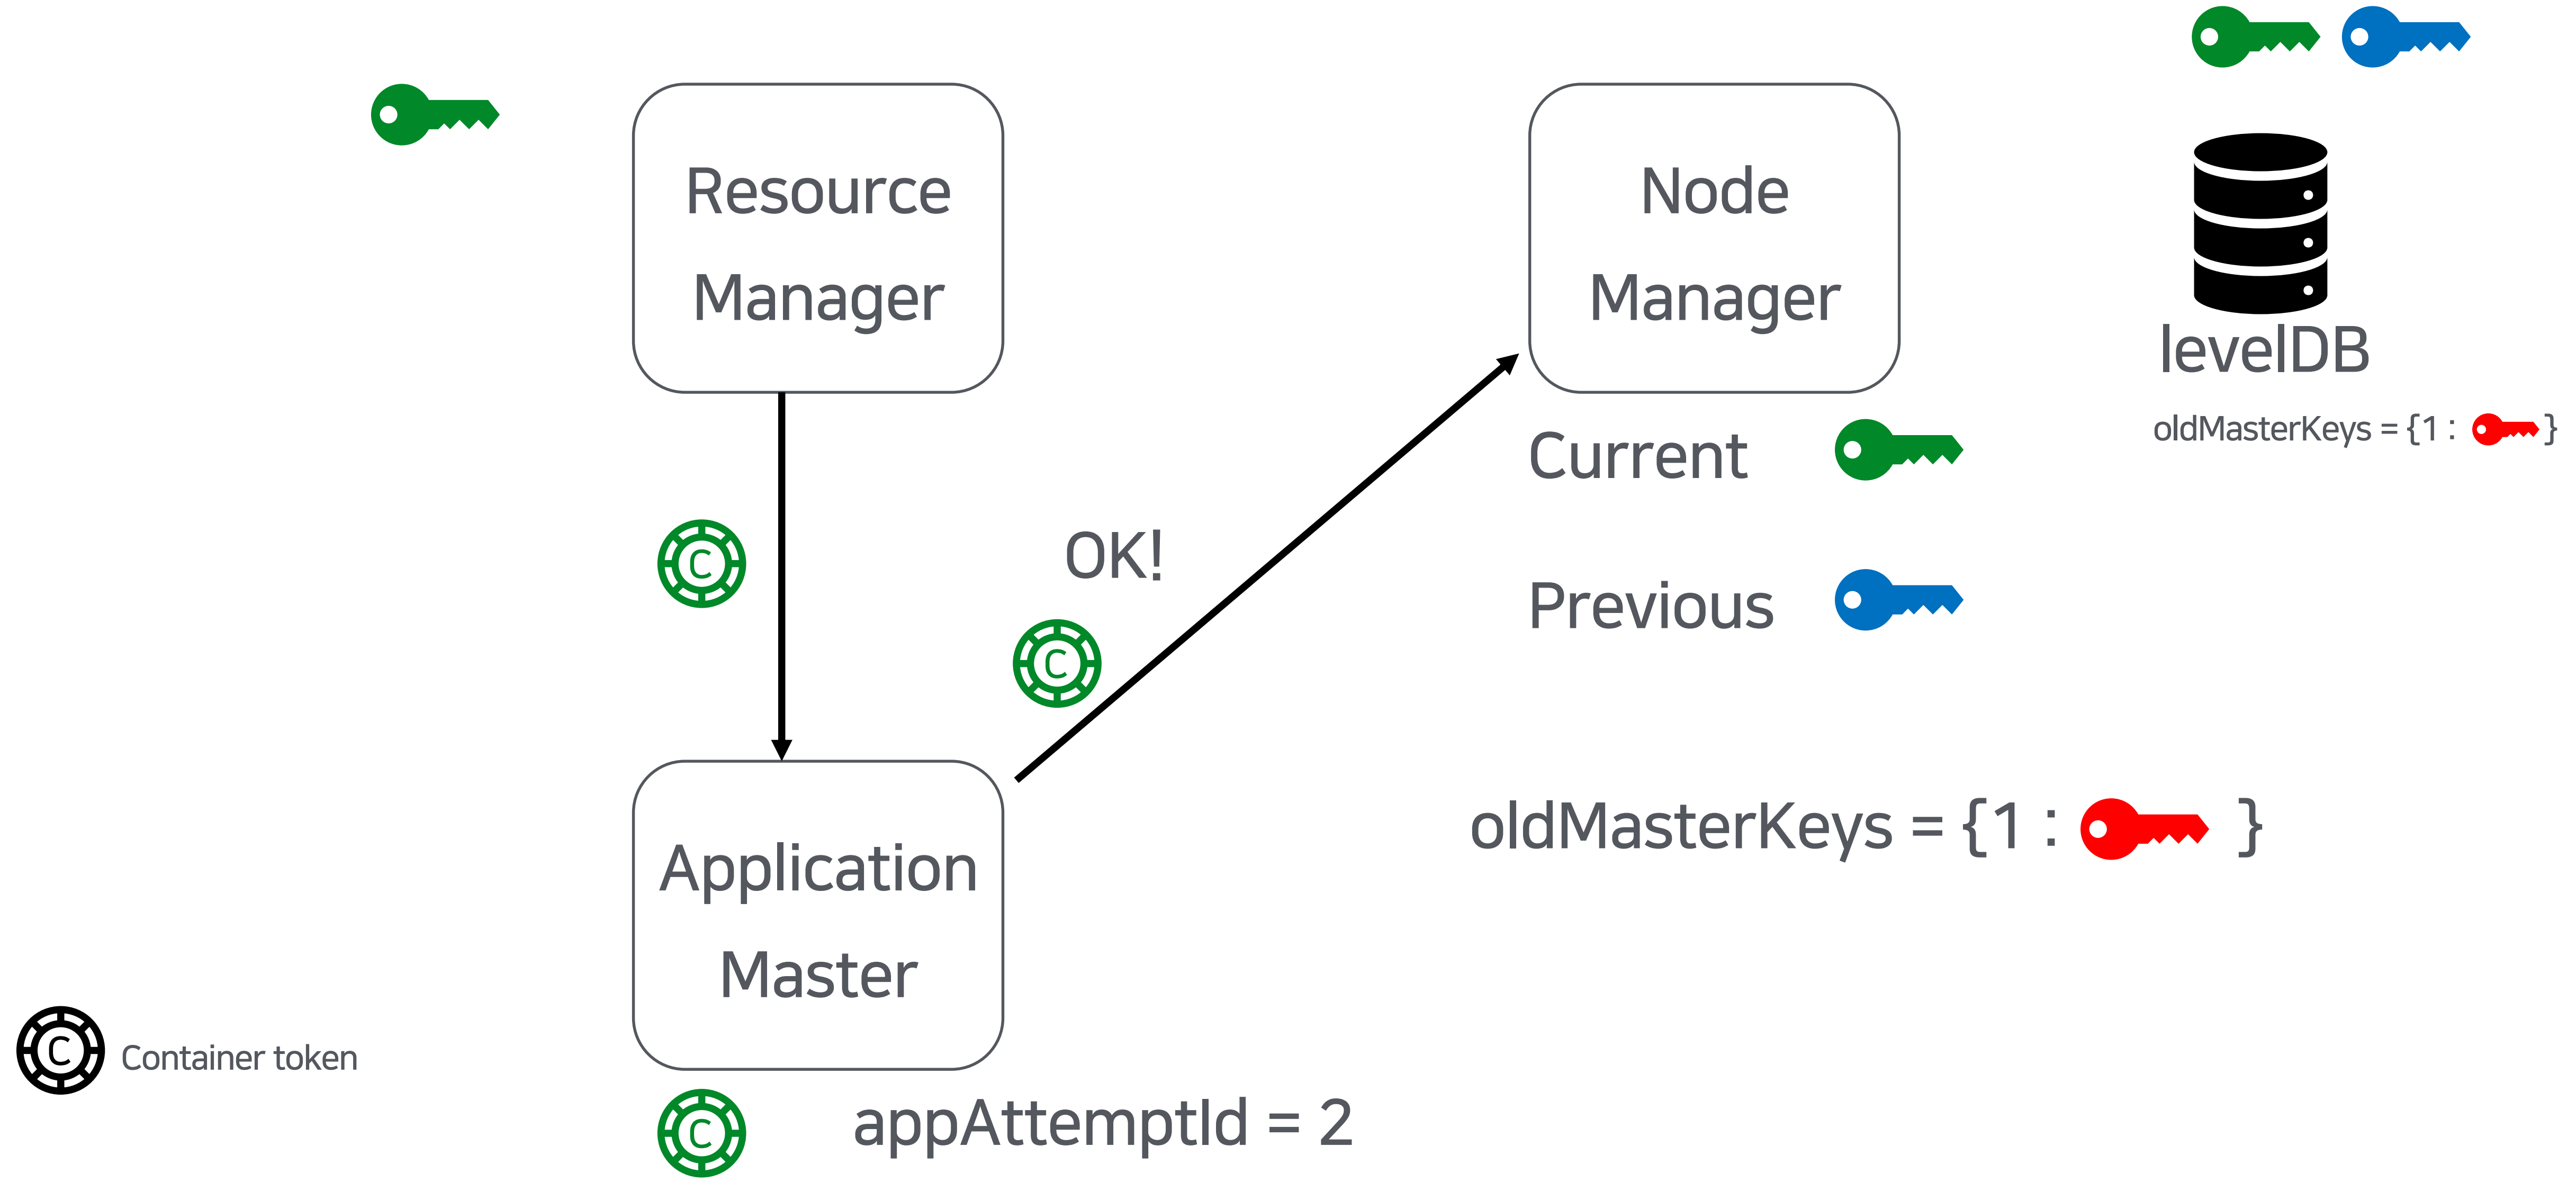 Resource
Manager
Node
Manager
levelDB
oldMasterKeys = {1 : }
Current
Previous
OK!
C
C
oldMasterKeys = {1 : }
Application
Master
C
Container token
C
appAttemptId = 2